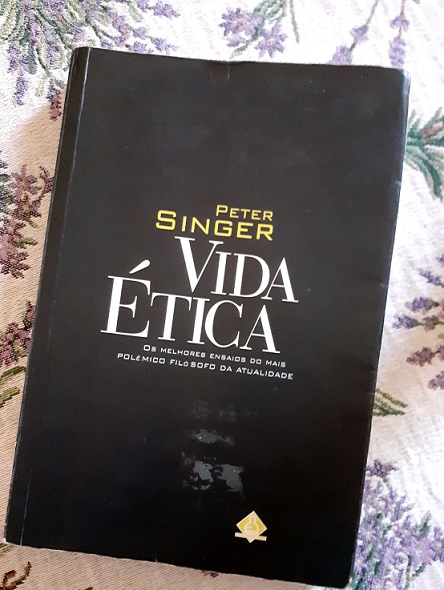 PETER
SINGER
VIDA
ÉTICA
OS MELHORES ENSAIOS DO MAIS
POLÊMICO FILÓSOFO DA ATUALIDADE